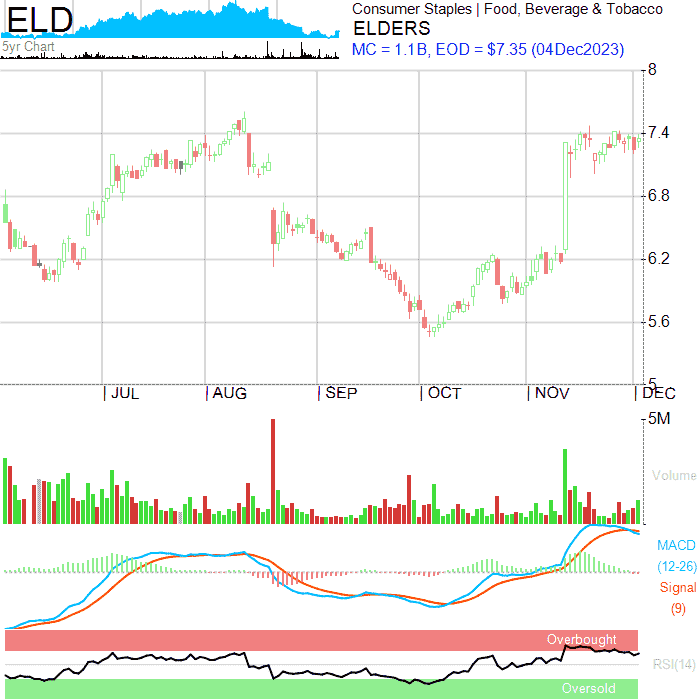 ELD
5yr Chart
Consumer Staples | Food, Beverage & Tobacco
ELDERS
MC = 1.1B, EOD = $7.35 (04Dec2023)
8
7.4
6.8
6.2
5.6
5
JUL AUG SEP OCT NOV DEC
5M
Volume
MACD
(12-26)
Signal
(9)
Overbought
RSI(14)
Oversold